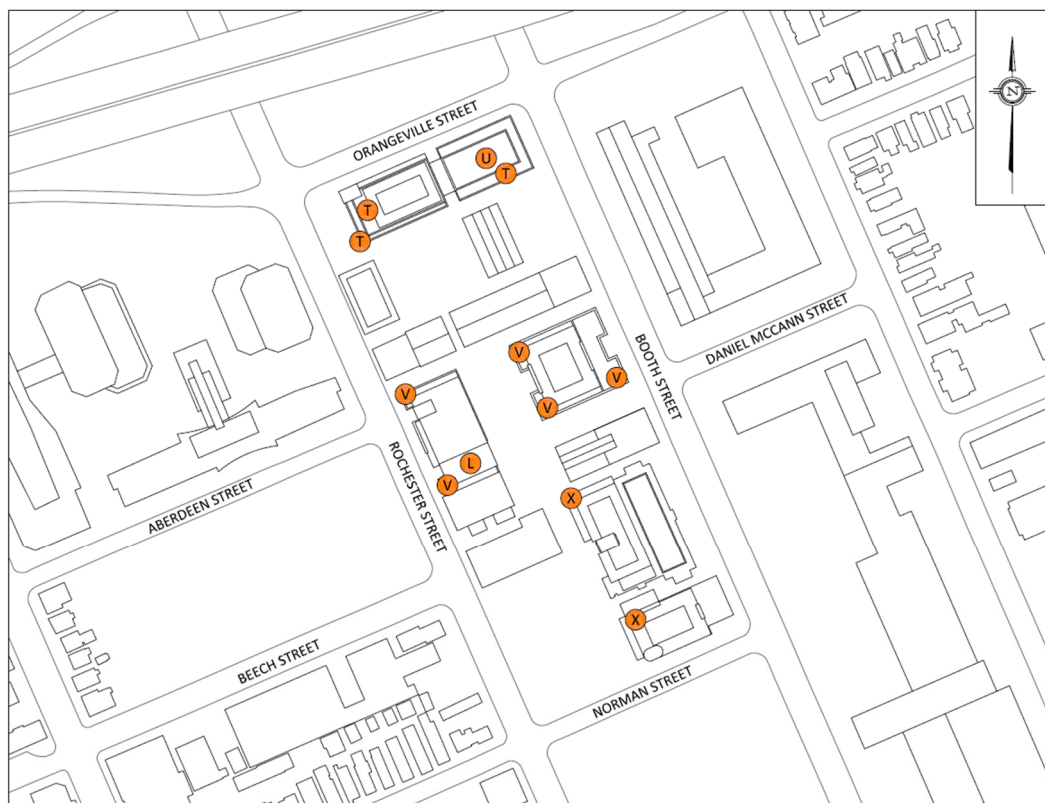 N
ORANGEVILLE STREET
U
T
T
T
DANIEL MCCANN STREET
BOOTH STREET
V
V
V
V
ROCHESTER STREET
L
V
ABERDEEN STREET
X
X
BEECH STREET
NORMAN STREET